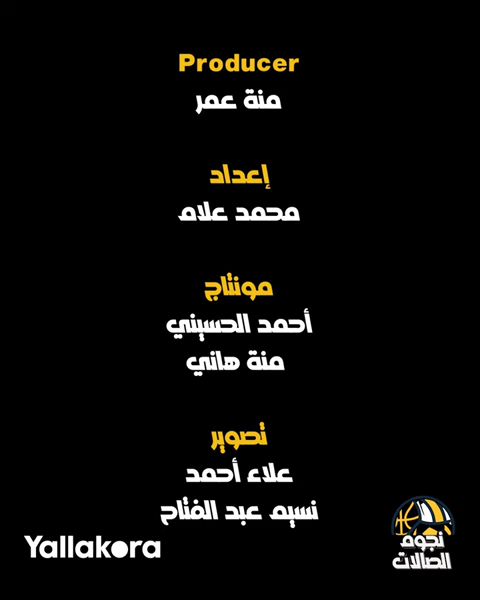 Producer
منة عمر
إعداد
محمد علام
مونتاج
أحمد الحسيني
منة هاني
تصوير
علاء أحمد
نسيم عبد الفتاح
Yallakora
نجوم
الصالات